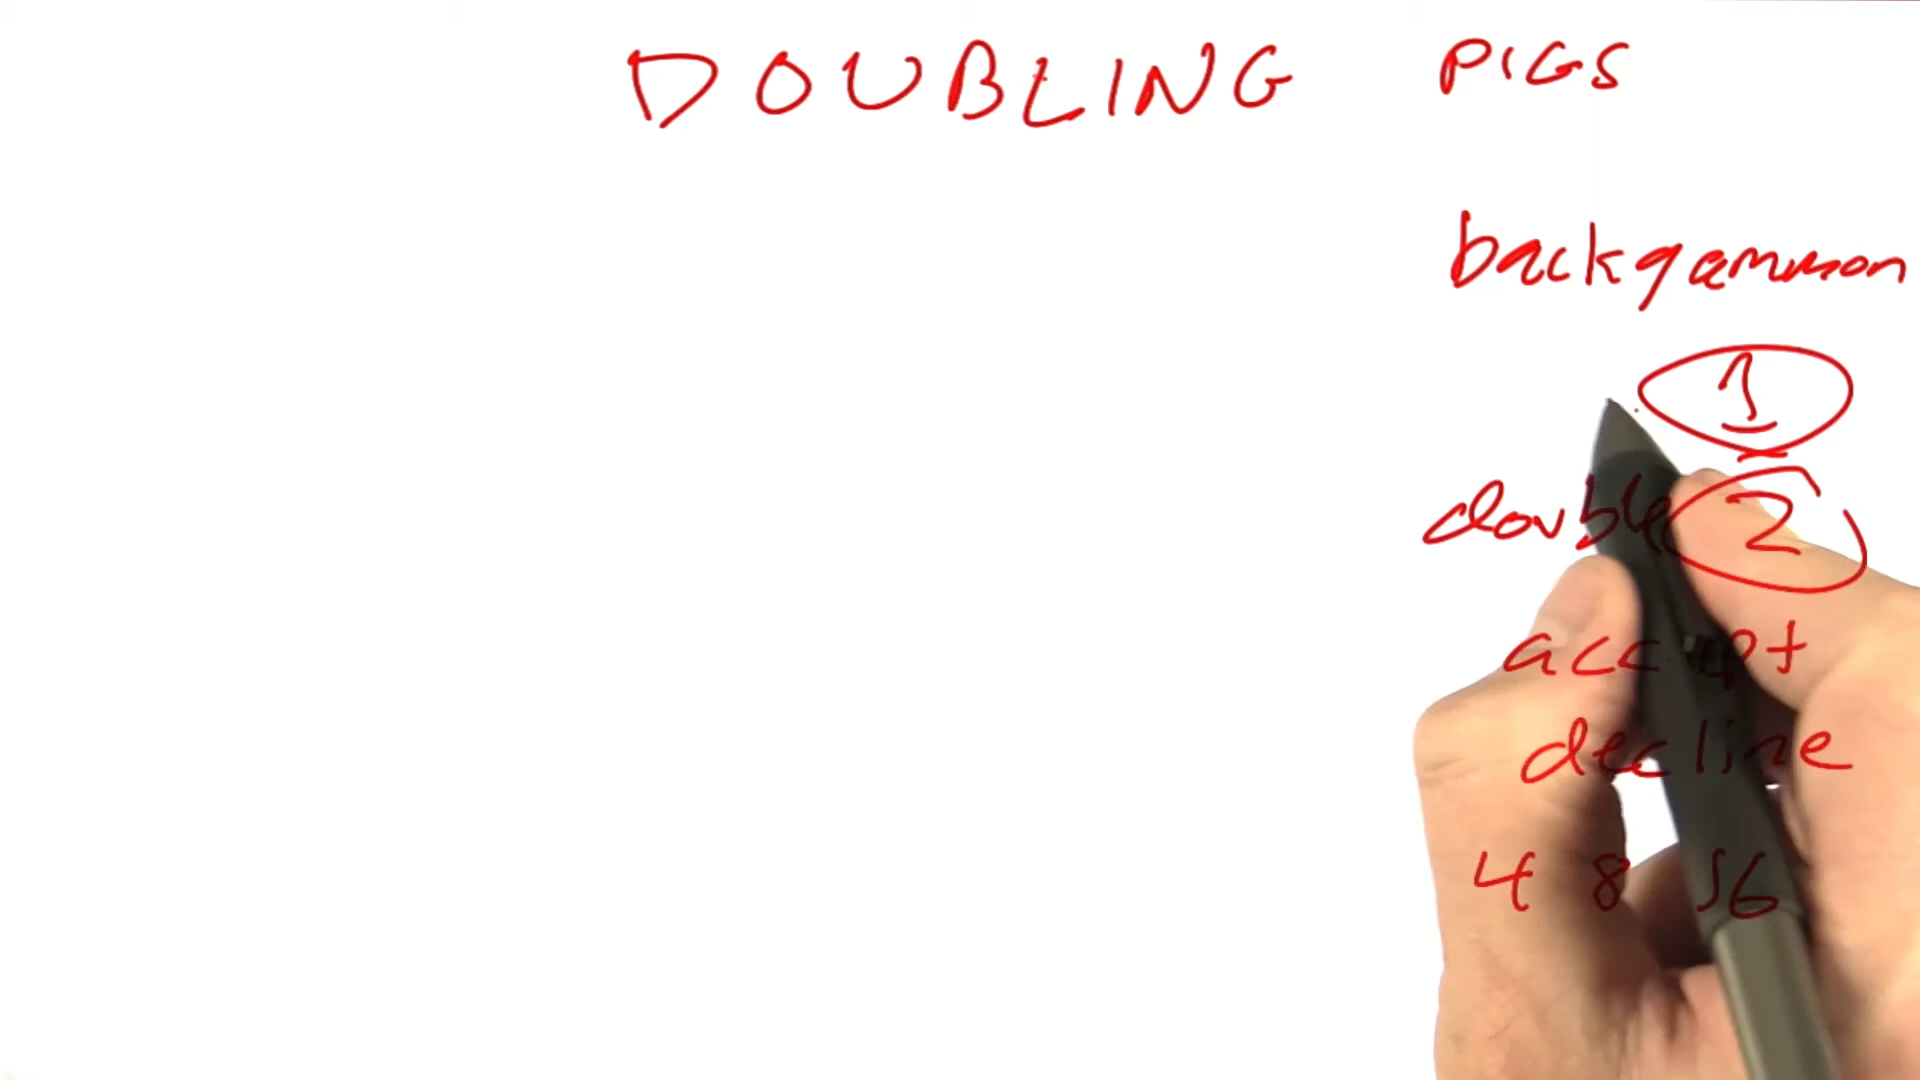 DOUBLING PIGS
backgammon
1
double 2
accept
decline
4 8 16